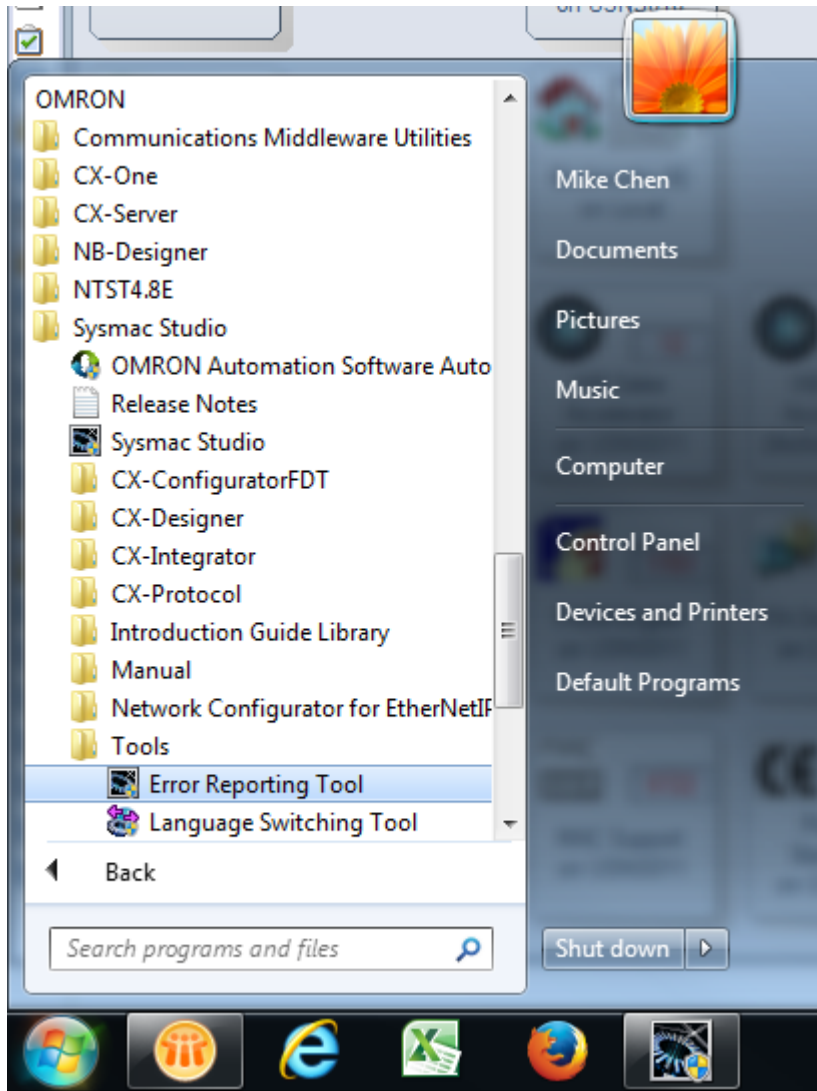 OMRON
Communications Middleware Utilities
CX-One
CX-Server
NB-Designer
NTST4.8E
Sysmac Studio
OMRON Automation Software Auto
Release Notes
Sysmac Studio
CX-ConfiguratorFDT
CX-Designer
CX-Integrator
CX-Protocol
Introduction Guide Library
Manual
Network Configurator for EtherNetIP
Tools
Error Reporting Tool
Language Switching Tool
Back
Search programs and files
Mike Chen
Documents
Pictures
Music
Computer
Control Panel
Devices and Printers
Default Programs
Shut down